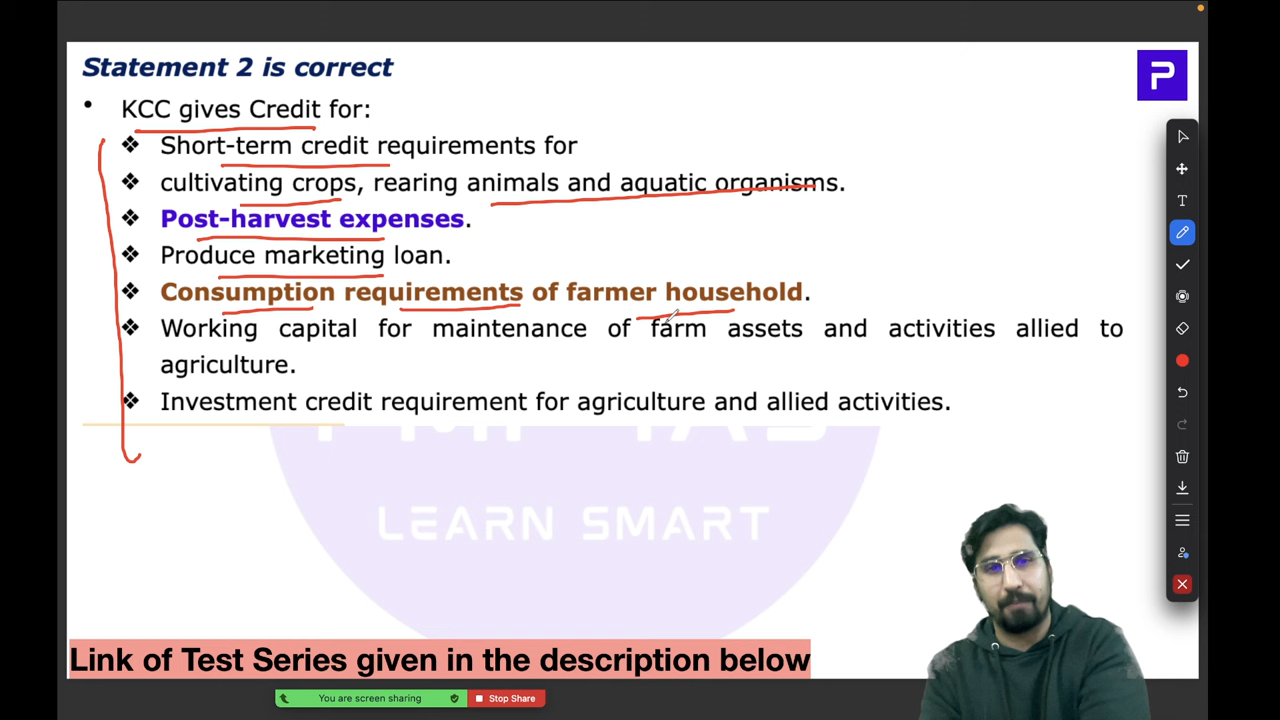 Statement 2 is correct
P
• KCC gives Credit for:
❖ Short-term credit requirements for
❖ cultivating crops, rearing animals and aquatic organisms.
❖ Post-harvest expenses.
❖ Produce marketing loan.
❖ Consumption requirements of farmer household.
❖ Working capital for maintenance of farm assets and activities allied to
agriculture.
❖ Investment credit requirement for agriculture and allied activities.
LEARN SMART
Link of Test Series given in the description below
You are screen sharing
Stop Share
T